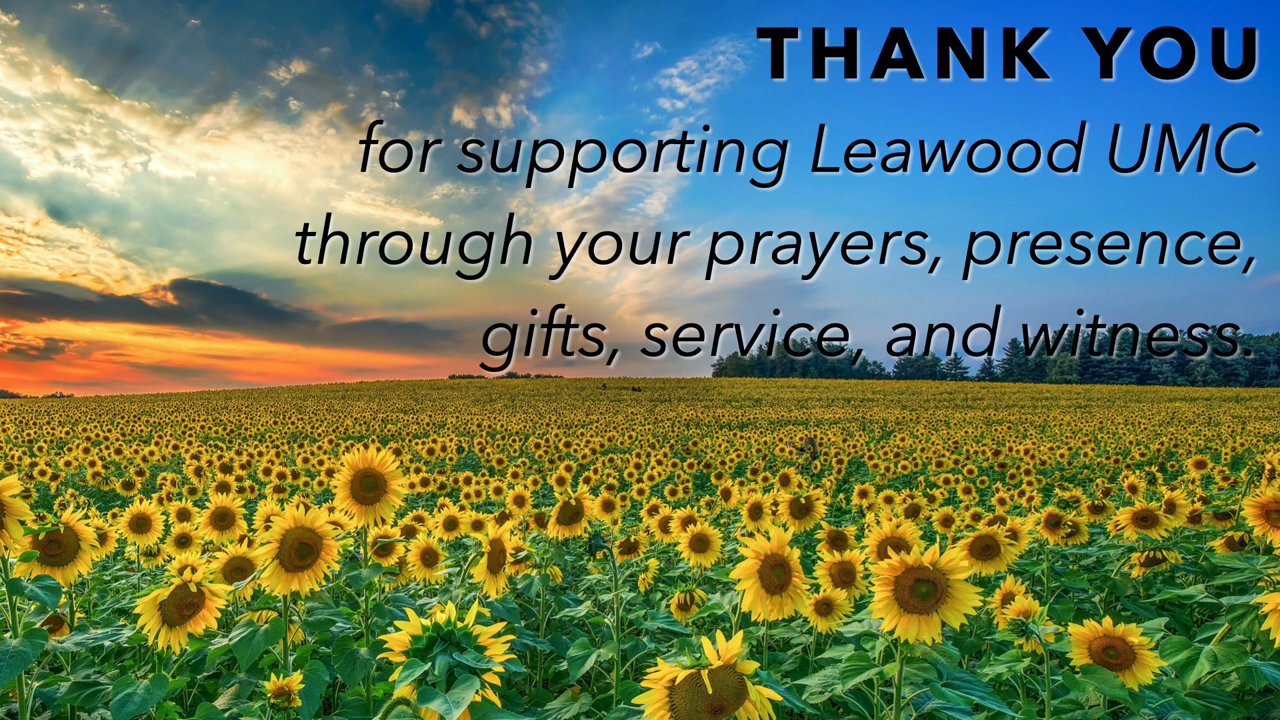 THANK YOU
for supporting Leawood UMC
through your prayers, presence,
gifts, service, and witness.